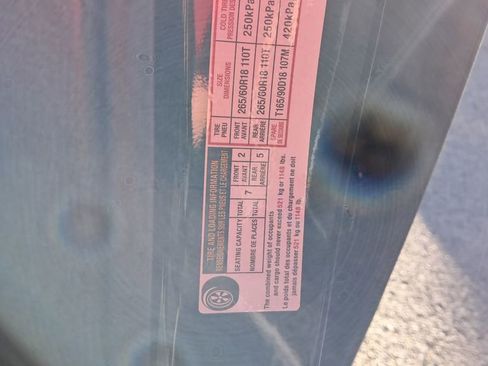 TIRE AND LOADING INFORMATION
RENSEIGNEMENTS SUR LES PNEUS ET LE CHARGEMENT
SEATING CAPACITY TOTAL 7 FRONT 2 REAR 5
NOMBRE DE PLACES TOTAL AVANT ARRIÈRE
The combined weight of occupants
and cargo should never exceed 521 kg or 1148 lbs.
Le poids total des occupants et du chargement ne doit
jamais dépasser 521 kg ou 1148 lb.
TIRE SIZE COLD TIRE
PNEU DIMENSIONS PRESSION
FRONT 265/60R18 110T 250kPa
AVANT
REAR 265/60R18 110T 250kPa
ARRIÈRE
SPARE T165/90D18 107M 420kPa
DE SECOURS